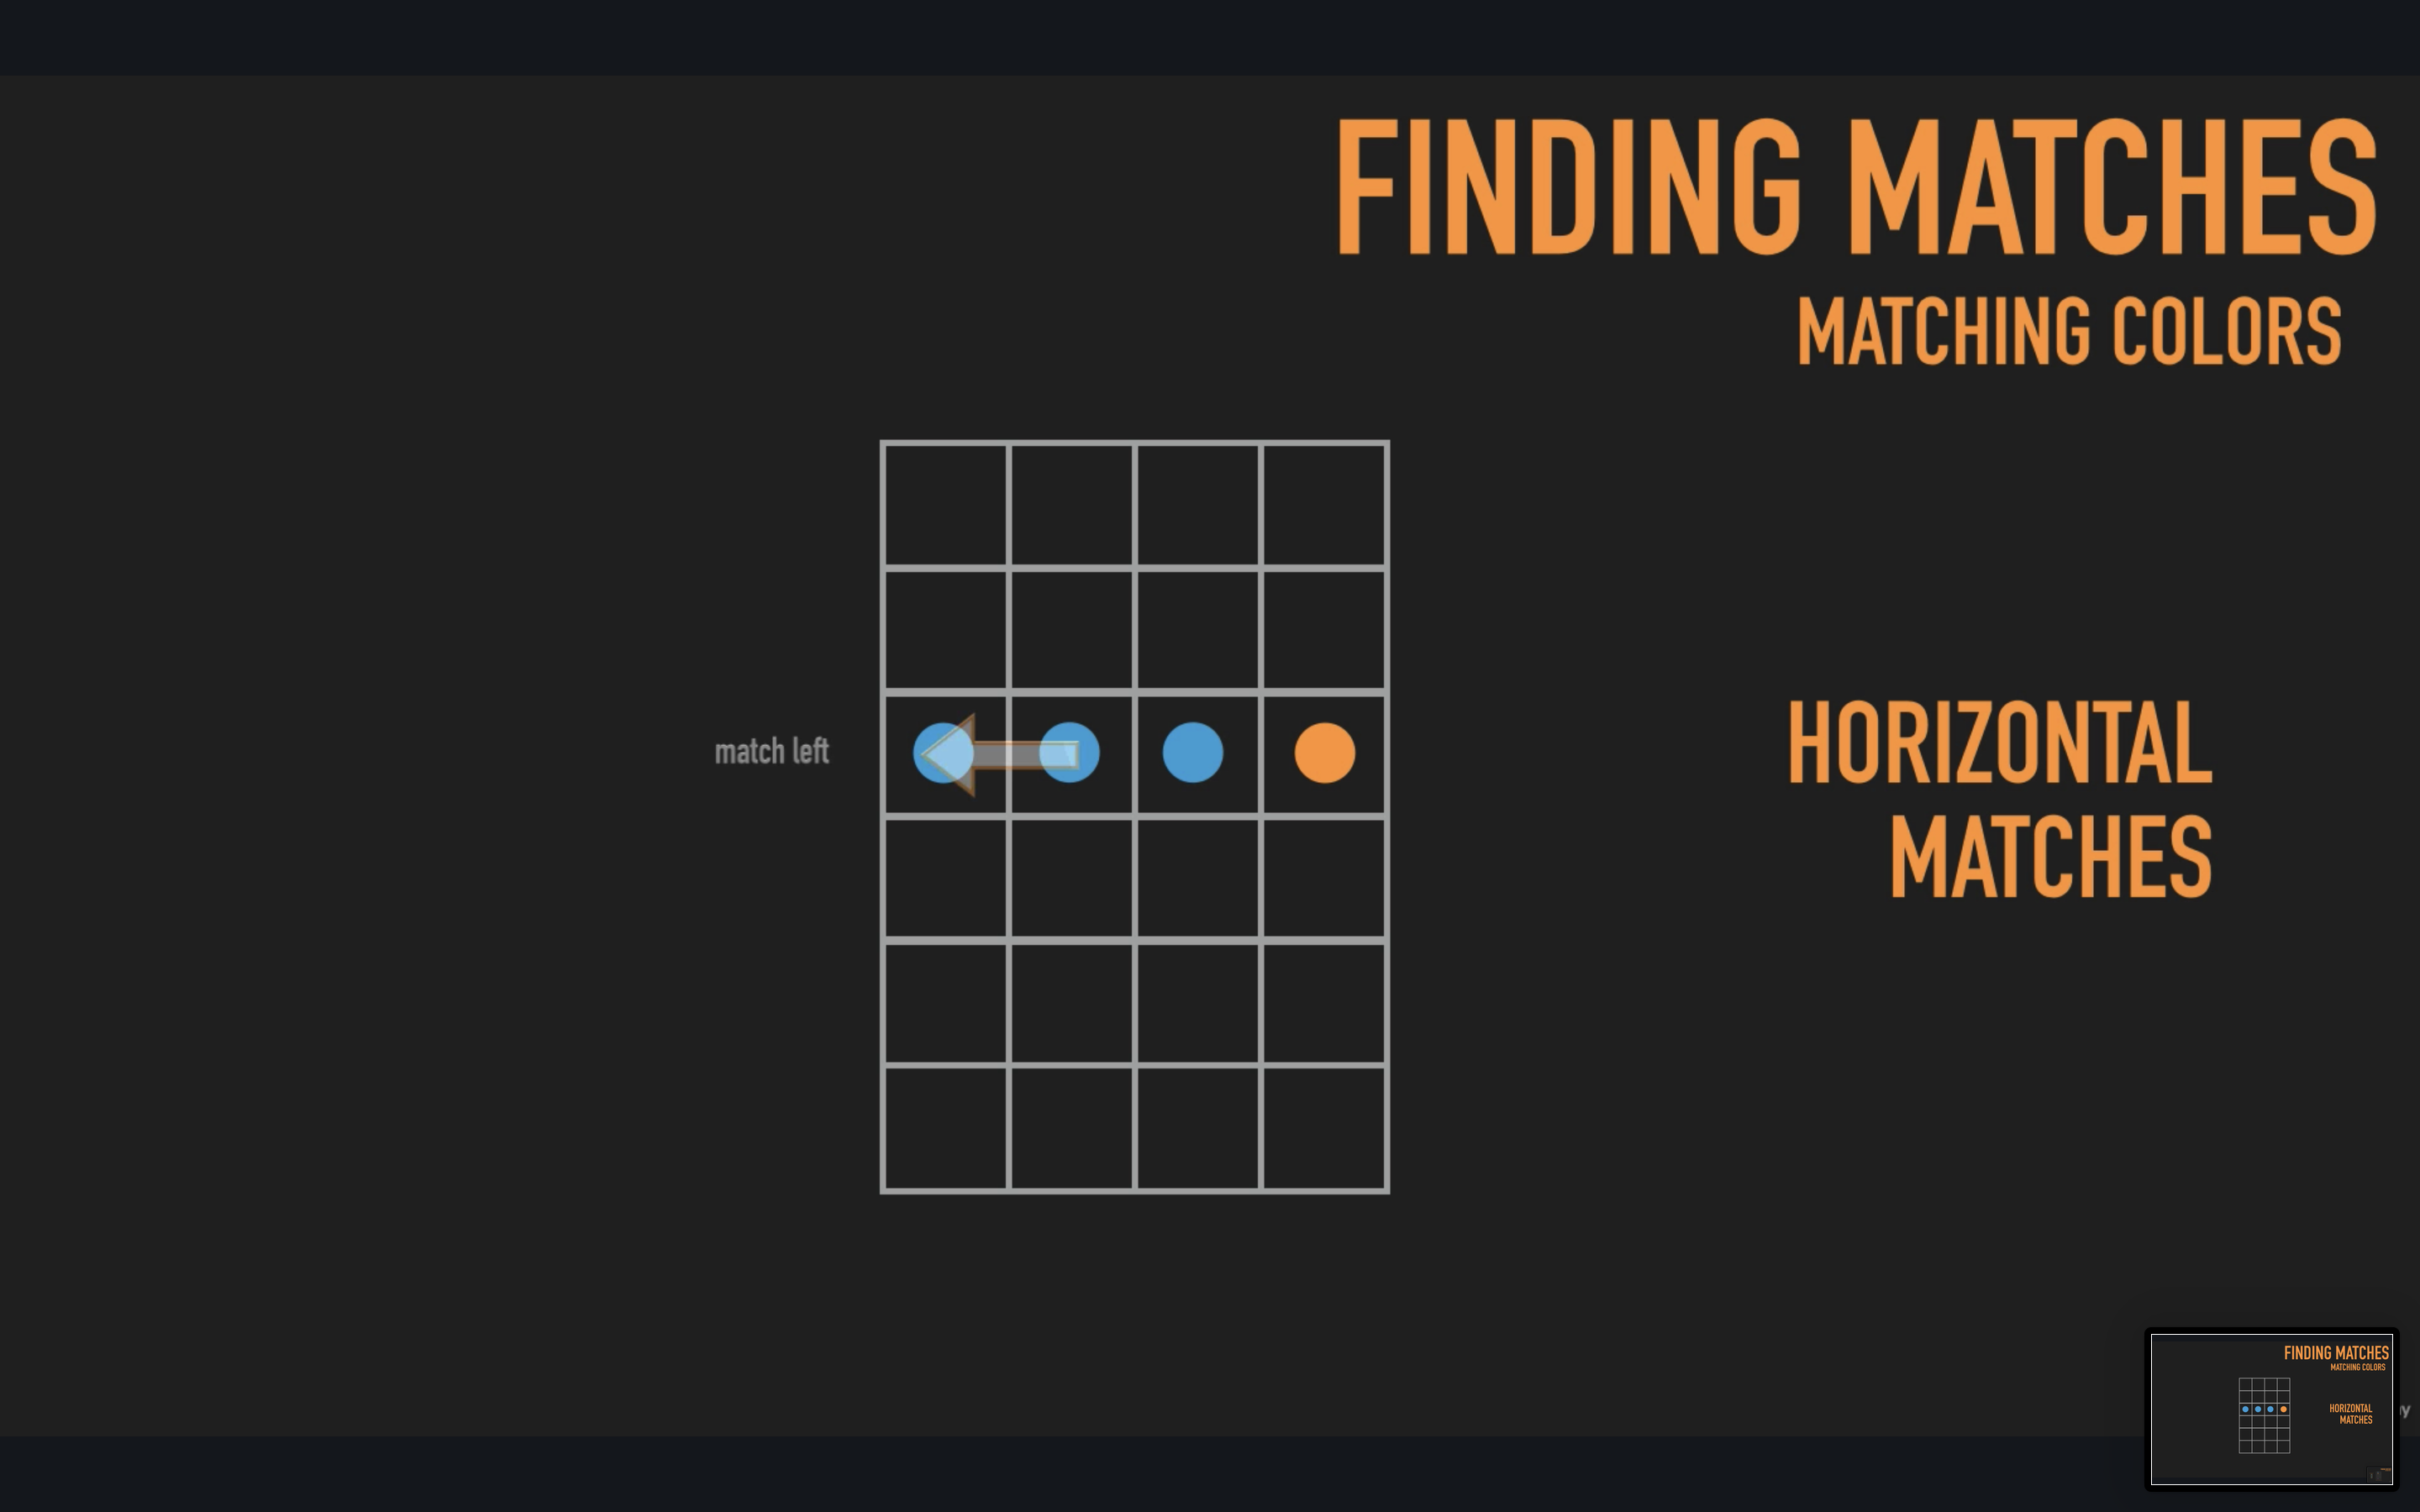 FINDING MATCHES
MATCHING COLORS
match left
HORIZONTAL
MATCHES
FINDING MATCHES
MATCHING COLORS
HORIZONTAL
MATCHES